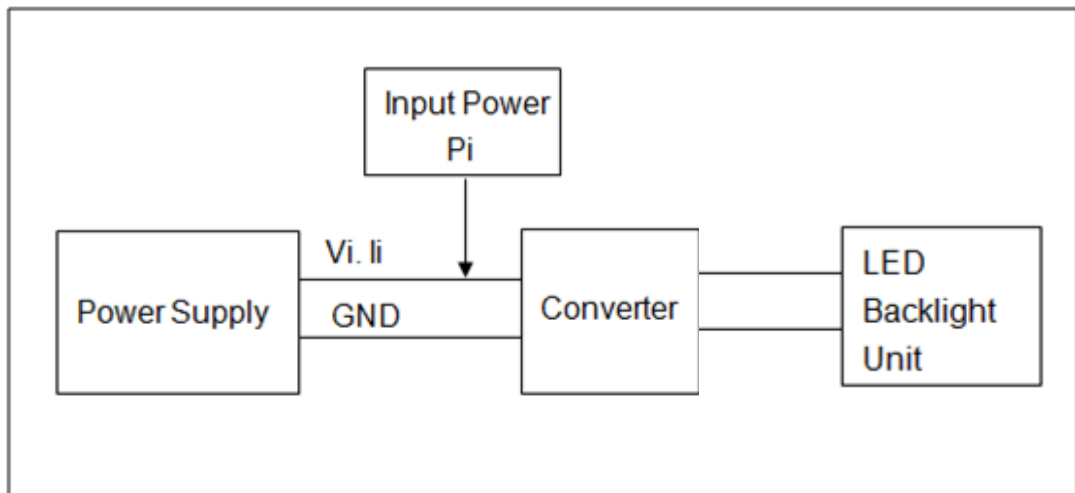 Input Power
Pi
Vi. Ii
Power Supply
GND
Converter
LED
Backlight
Unit